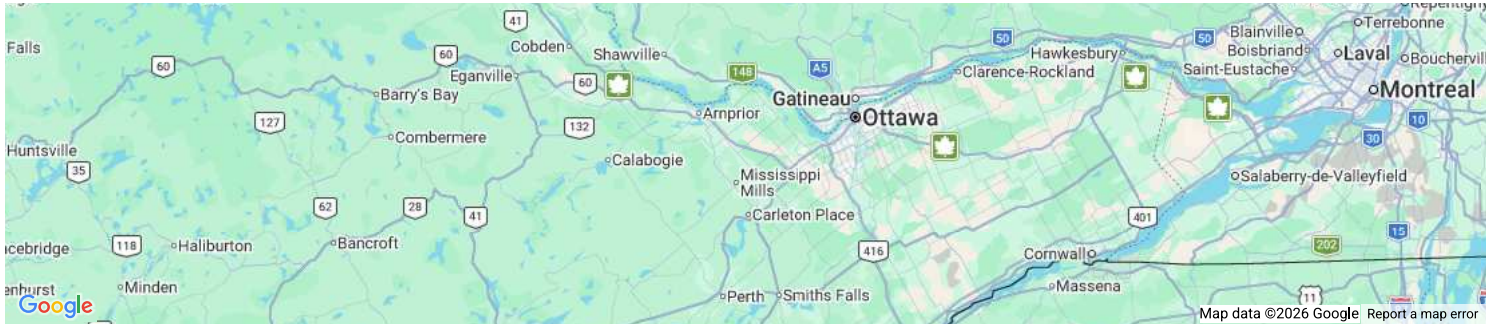 Repentigny
41
Terrebonne
Blainville
50
50
Boisbriand
Falls
Cobden
Shawville
Hawkesbury
Laval
60
60
148
A5
Clarence-Rockland
Saint-Eustache
Boucherville
Eganville
60
Barry's Bay
Gatineau
Montreal
Arnprior
Ottawa
127
132
10
Combermere
30
Huntsville
Calabogie
35
Mississippi
Mills
Salaberry-de-Valleyfield
62
28
41
Carleton Place
401
15
cebridge
118
Haliburton
Bancroft
416
Cornwall
202
enhurst
Minden
Perth
Smiths Falls
Massena
11
Google
Map data ©2026 Google
Report a map error